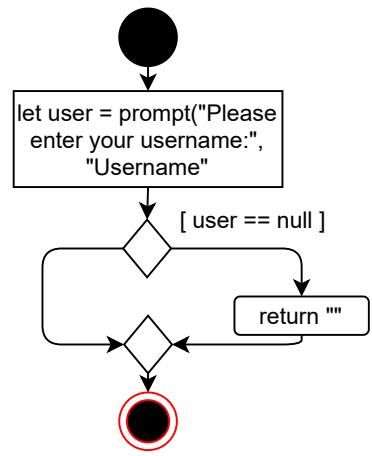 let user = prompt("Please
enter your username:",
"Username"
[ user == null ]
return ""